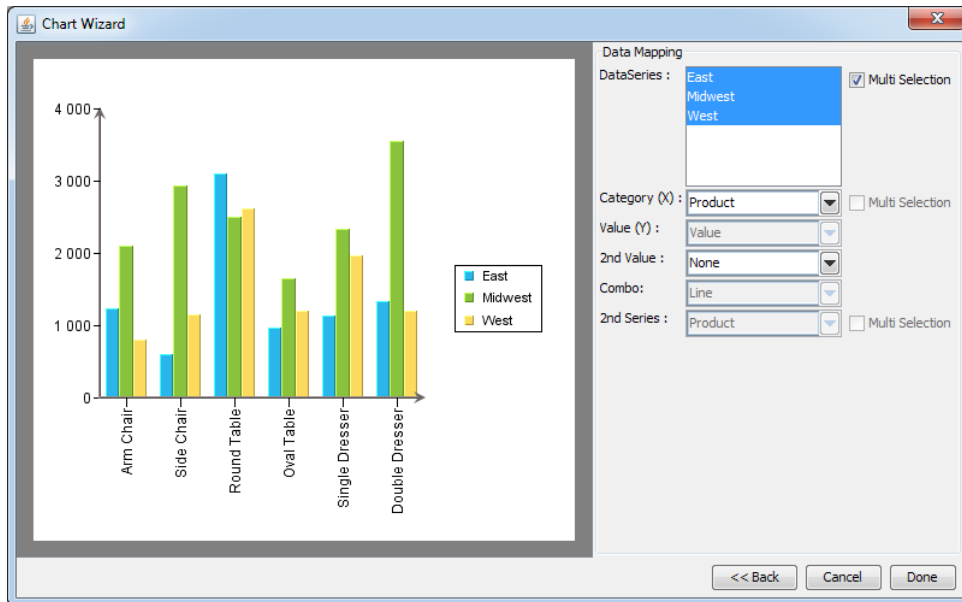 Chart Wizard
4 000
3 000
2 000
1 000
0
Arm Chair
Side Chair
Round Table
Oval Table
Single Dresser
Double Dresser
East
Midwest
West
Data Mapping
DataSeries :
East
Midwest
West
Multi Selection
Category (X) : Product Multi Selection
Value (Y) : Value
2nd Value : None
Combo: Line
2nd Series : Product Multi Selection
<< Back Cancel Done